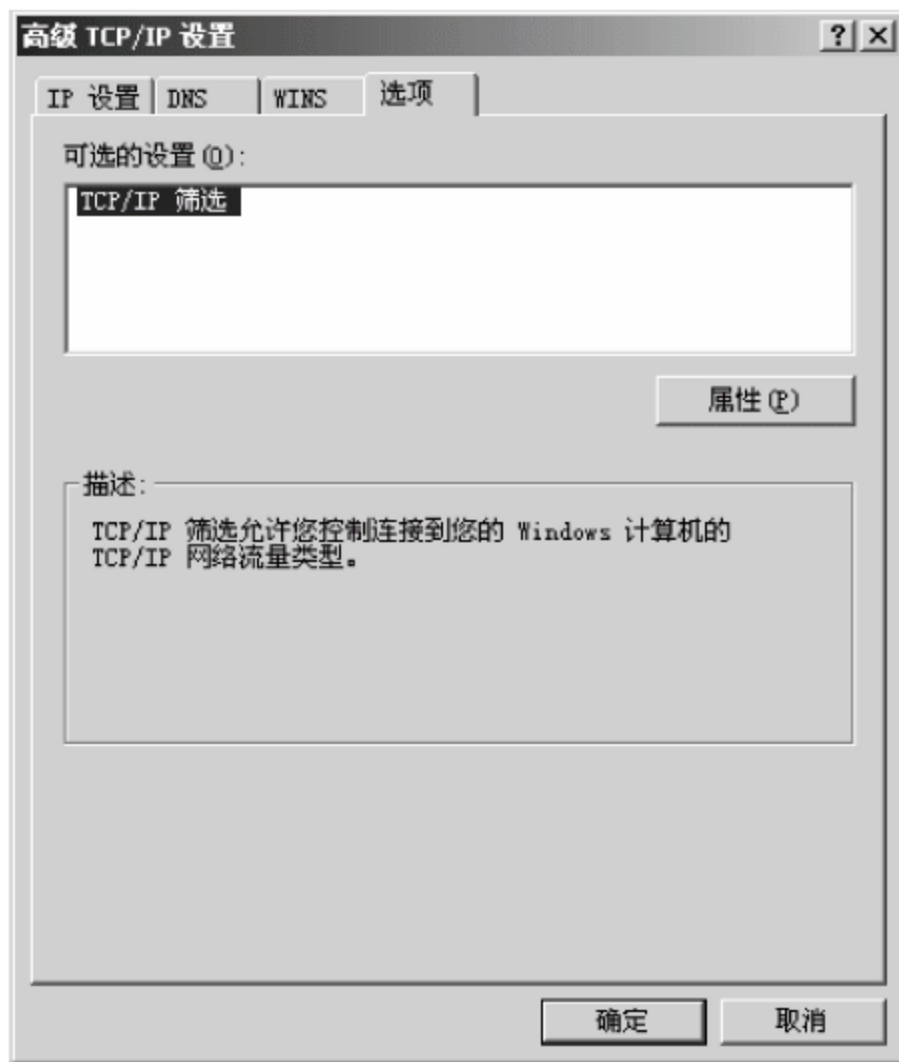 高级 TCP/IP 设置
IP 设置 DNS WINS 选项
可选的设置(O):
TCP/IP 筛选
属性(P)
描述:
TCP/IP 筛选允许您控制连接到您的 Windows 计算机的
TCP/IP 网络流量类型。
确定 取消